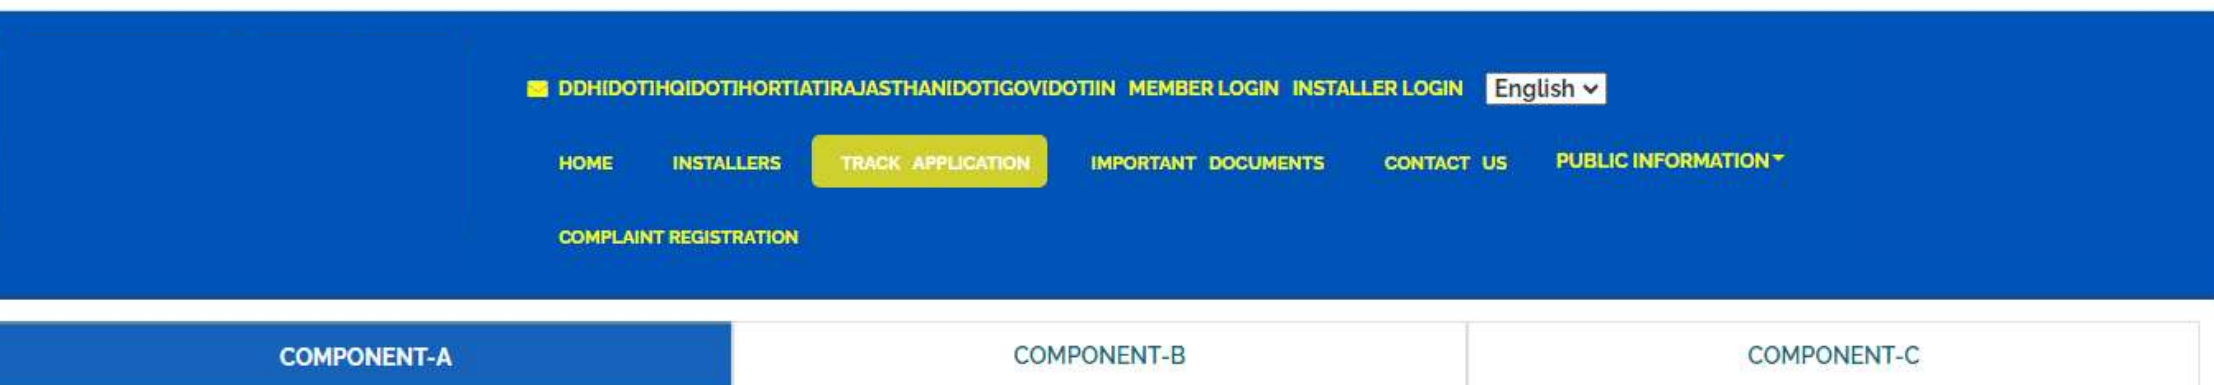 DDH[DOT]HQ[DOT]HORT[AT]RAJASTHAN[DOT]GOV[DOT]IN MEMBER LOGIN INSTALLER LOGIN English
HOME INSTALLERS TRACK APPLICATION IMPORTANT DOCUMENTS CONTACT US PUBLIC INFORMATION
COMPLAINT REGISTRATION
COMPONENT-A COMPONENT-B COMPONENT-C